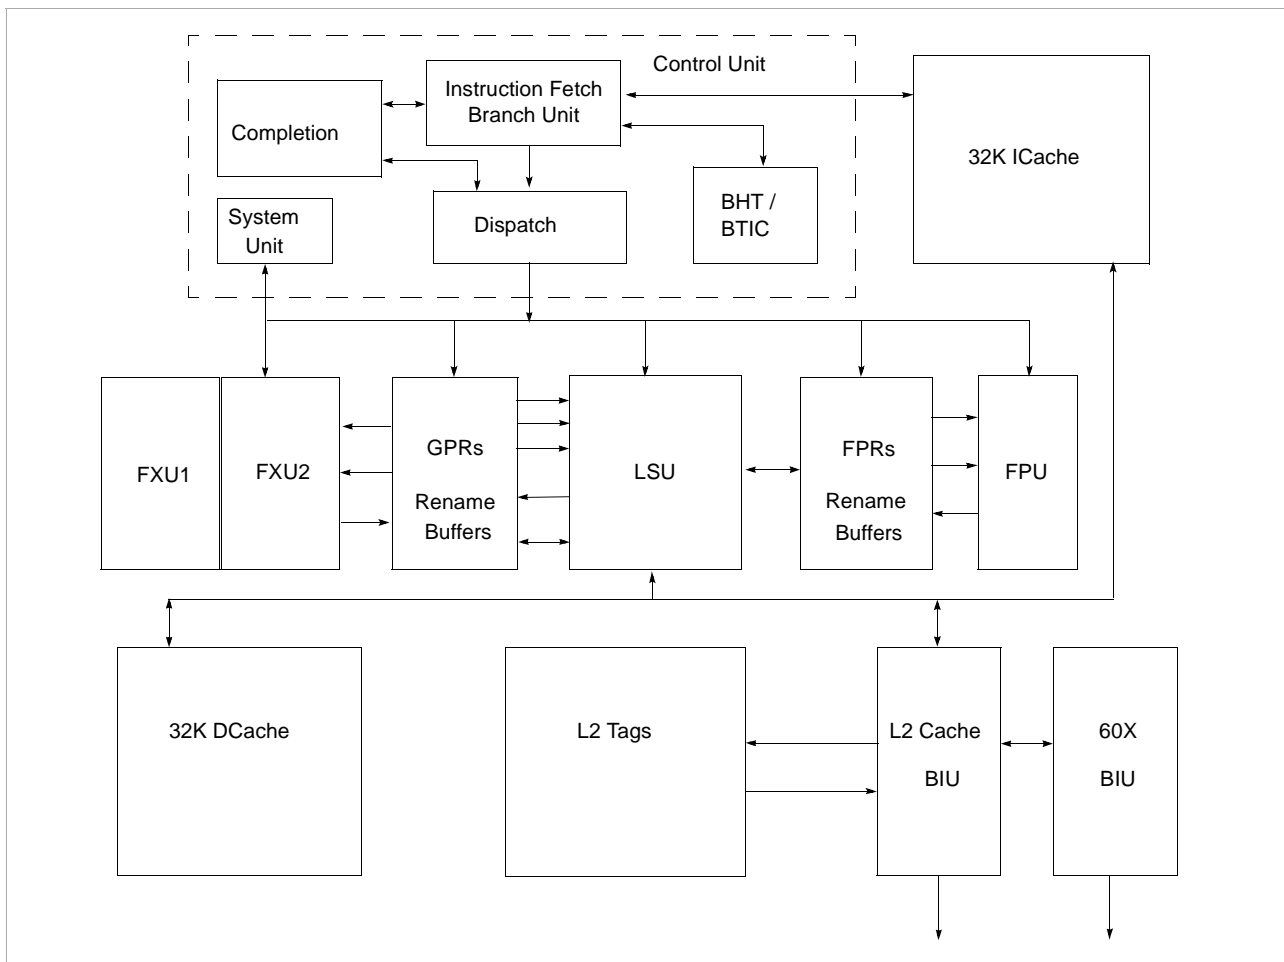 Control Unit
Instruction Fetch
Branch Unit
Completion
32K ICache
System
Unit
Dispatch
BHT /
BTIC
FXU1
FXU2
GPRs
Rename
Buffers
LSU
FPRs
Rename
Buffers
FPU
32K DCache
L2 Tags
L2 Cache
BIU
60X
BIU